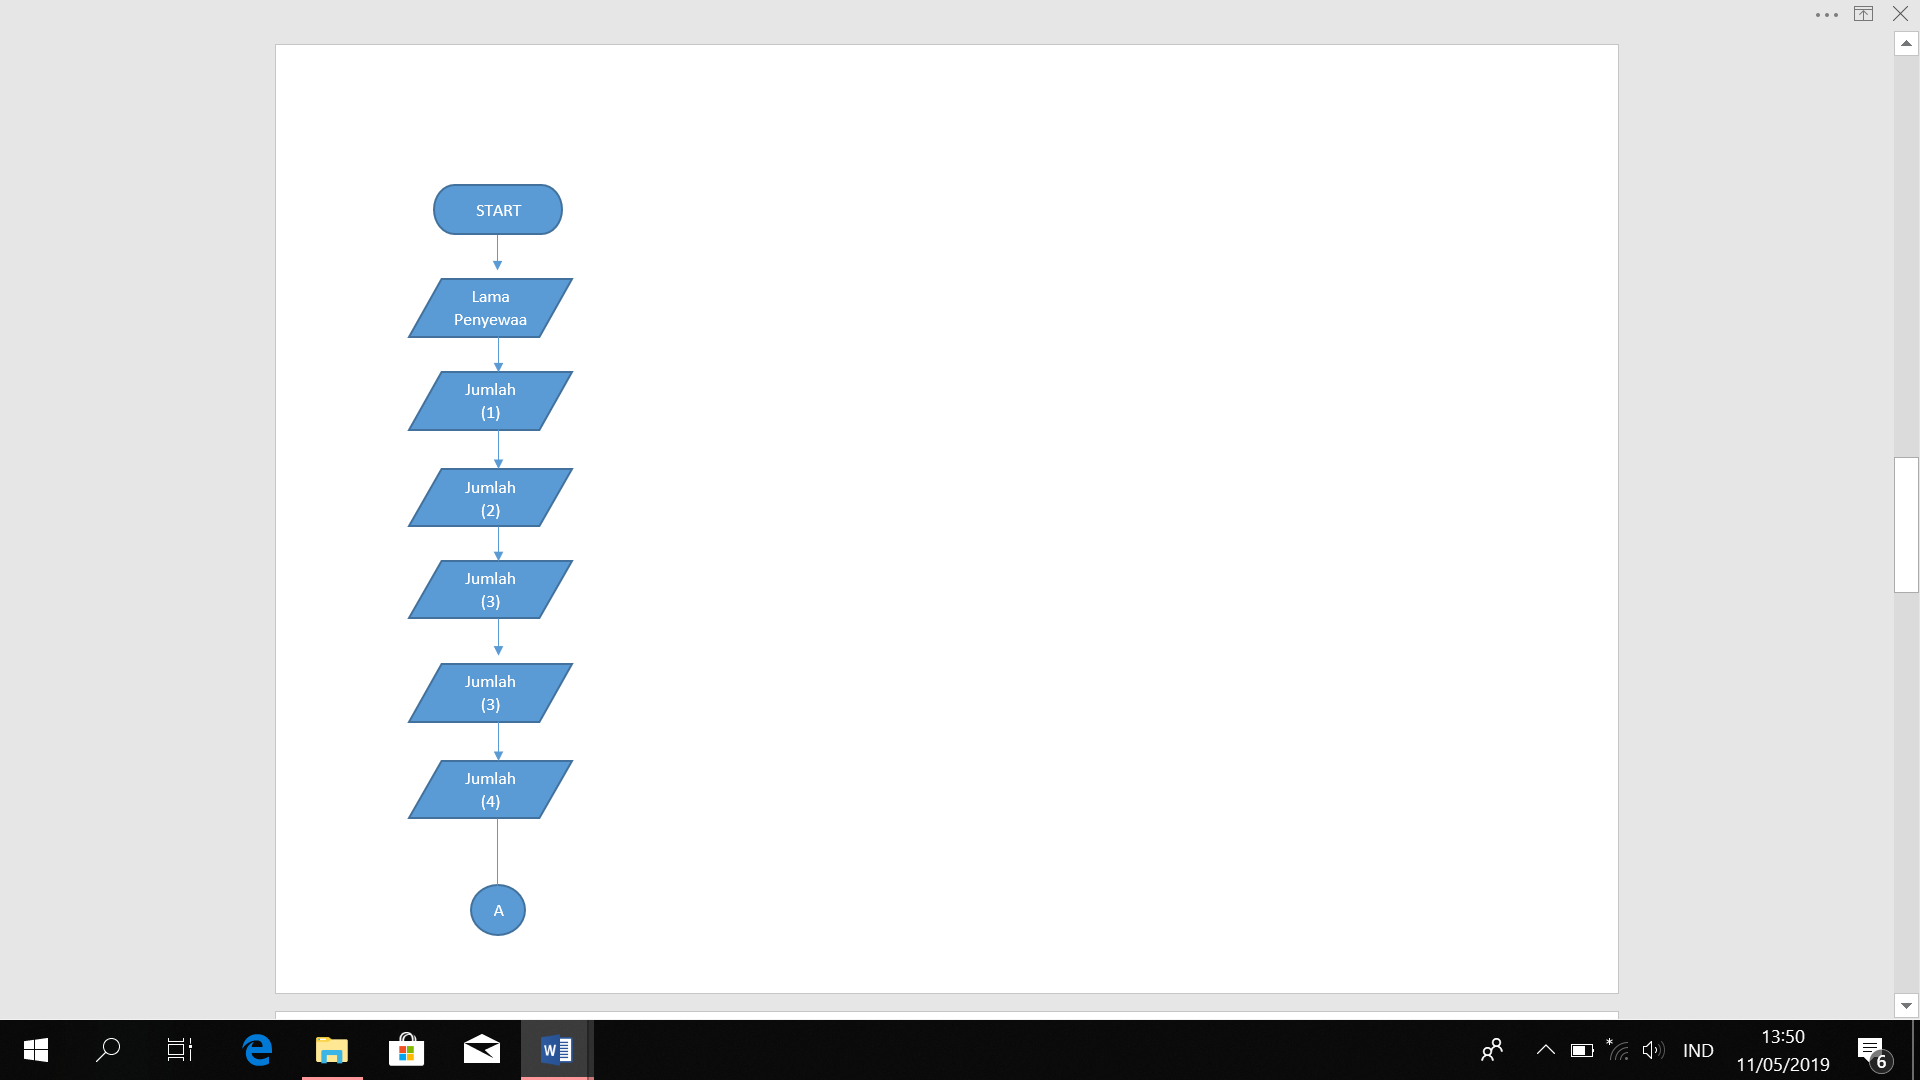 START
Lama
Penyewaa
Jumlah
(1)
Jumlah
(2)
Jumlah
(3)
Jumlah
(3)
Jumlah
(4)
A
IND
13:50
11/05/2019
6